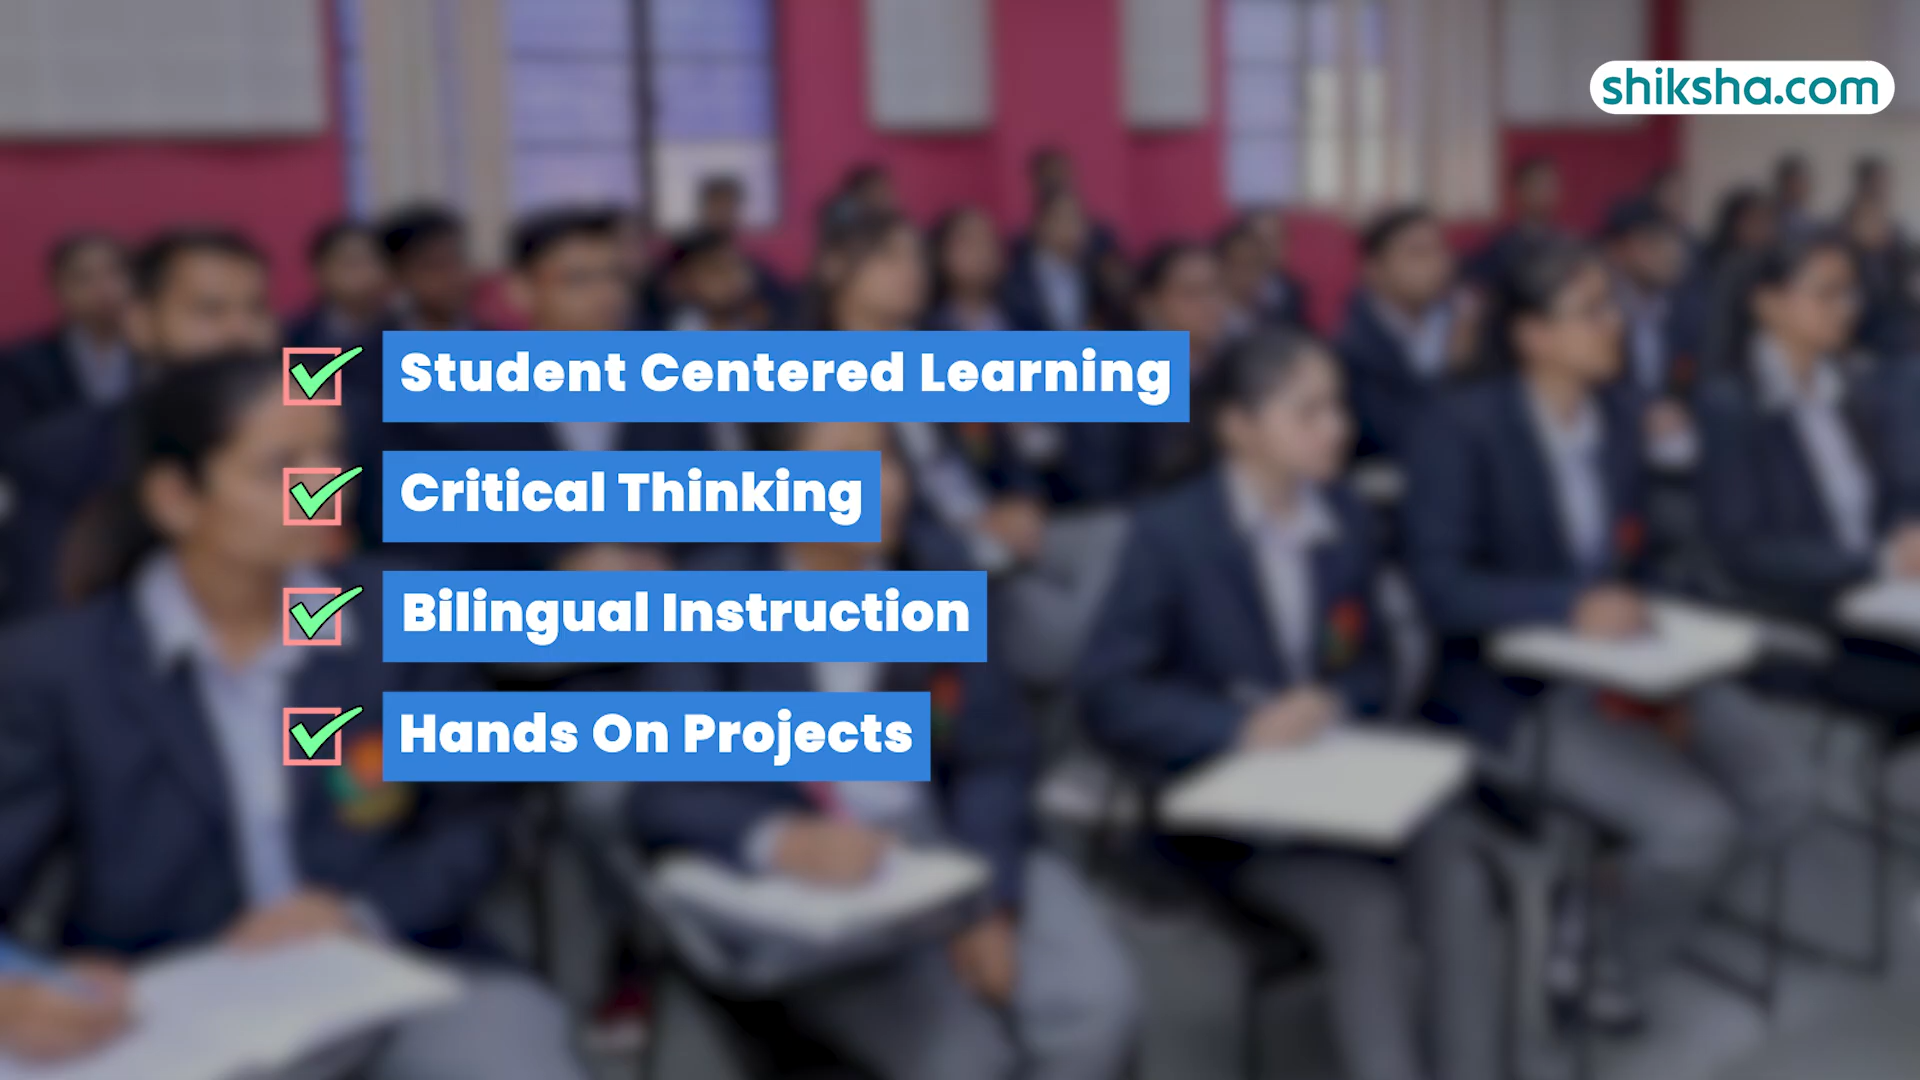 shiksha.com
Student Centered Learning
Critical Thinking
Bilingual Instruction
Hands On Projects